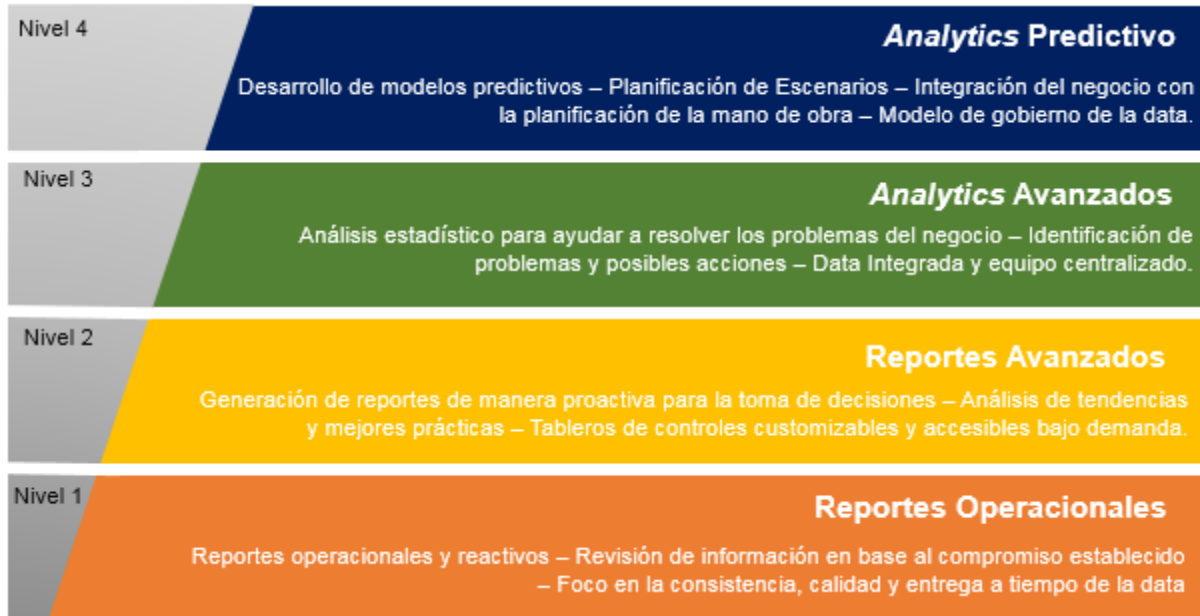 Nivel 4
Analytics Predictivo
Desarrollo de modelos predictivos – Planificación de Escenarios – Integración del negocio con
la planificación de la mano de obra – Modelo de gobierno de la data.
Nivel 3
Analytics Avanzados
Análisis estadístico para ayudar a resolver los problemas del negocio – Identificación de
problemas y posibles acciones – Data Integrada y equipo centralizado.
Nivel 2
Reportes Avanzados
Generación de reportes de manera proactiva para la toma de decisiones – Análisis de tendencias
y mejores prácticas – Tableros de controles customizables y accesibles bajo demanda.
Nivel 1
Reportes Operacionales
Reportes operacionales y reactivos – Revisión de información en base al compromiso establecido
– Foco en la consistencia, calidad y entrega a tiempo de la data